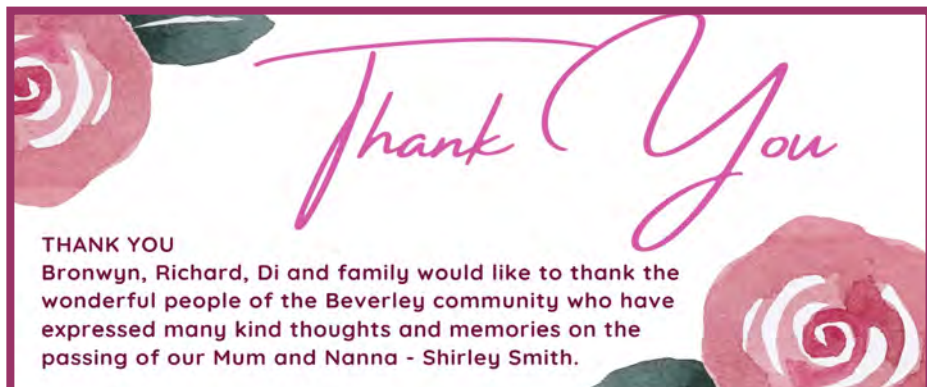 Thank You
THANK YOU
Bronwyn, Richard, Di and family would like to thank the
wonderful people of the Beverley community who have
expressed many kind thoughts and memories on the
passing of our Mum and Nanna - Shirley Smith.